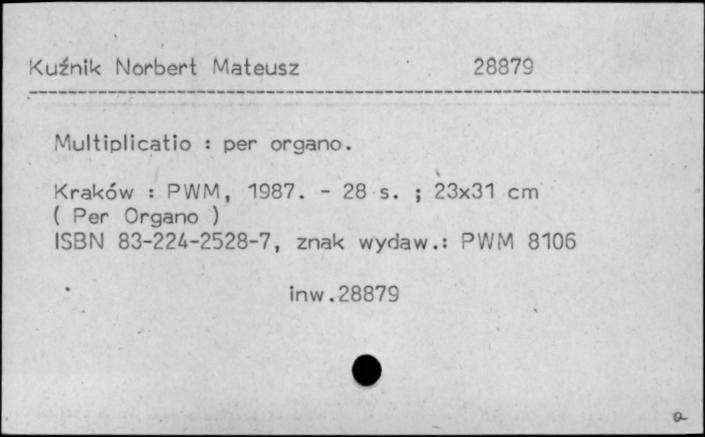 Kuźnik Norbert Mateusz 28879
Multiplicatio : per organo.
Kraków : PWM, 1987. - 28 s. ; 23x31 cm
( Per Organo )
ISBN 83-224-2528-7, znak wydaw.: PWM 8106
inw.28879
a